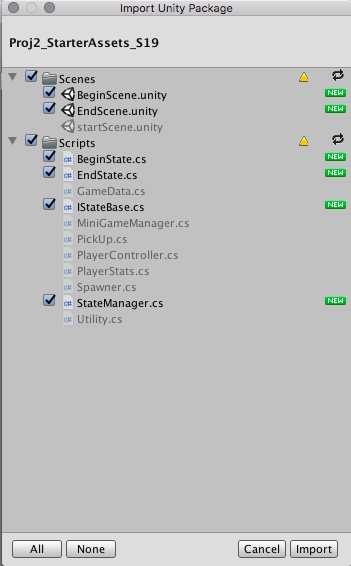 Import Unity Package
Proj2_StarterAssets_S19
Scenes
BeginScene.unity NEW
EndScene.unity NEW
startScene.unity
Scripts
C# BeginState.cs NEW
C# EndState.cs NEW
C# GameData.cs
C# IStateBase.cs NEW
C# MiniGameManager.cs
C# PickUp.cs
C# PlayerController.cs
C# PlayerStats.cs
C# Spawner.cs
C# StateManager.cs NEW
C# Utility.cs
All None Cancel Import